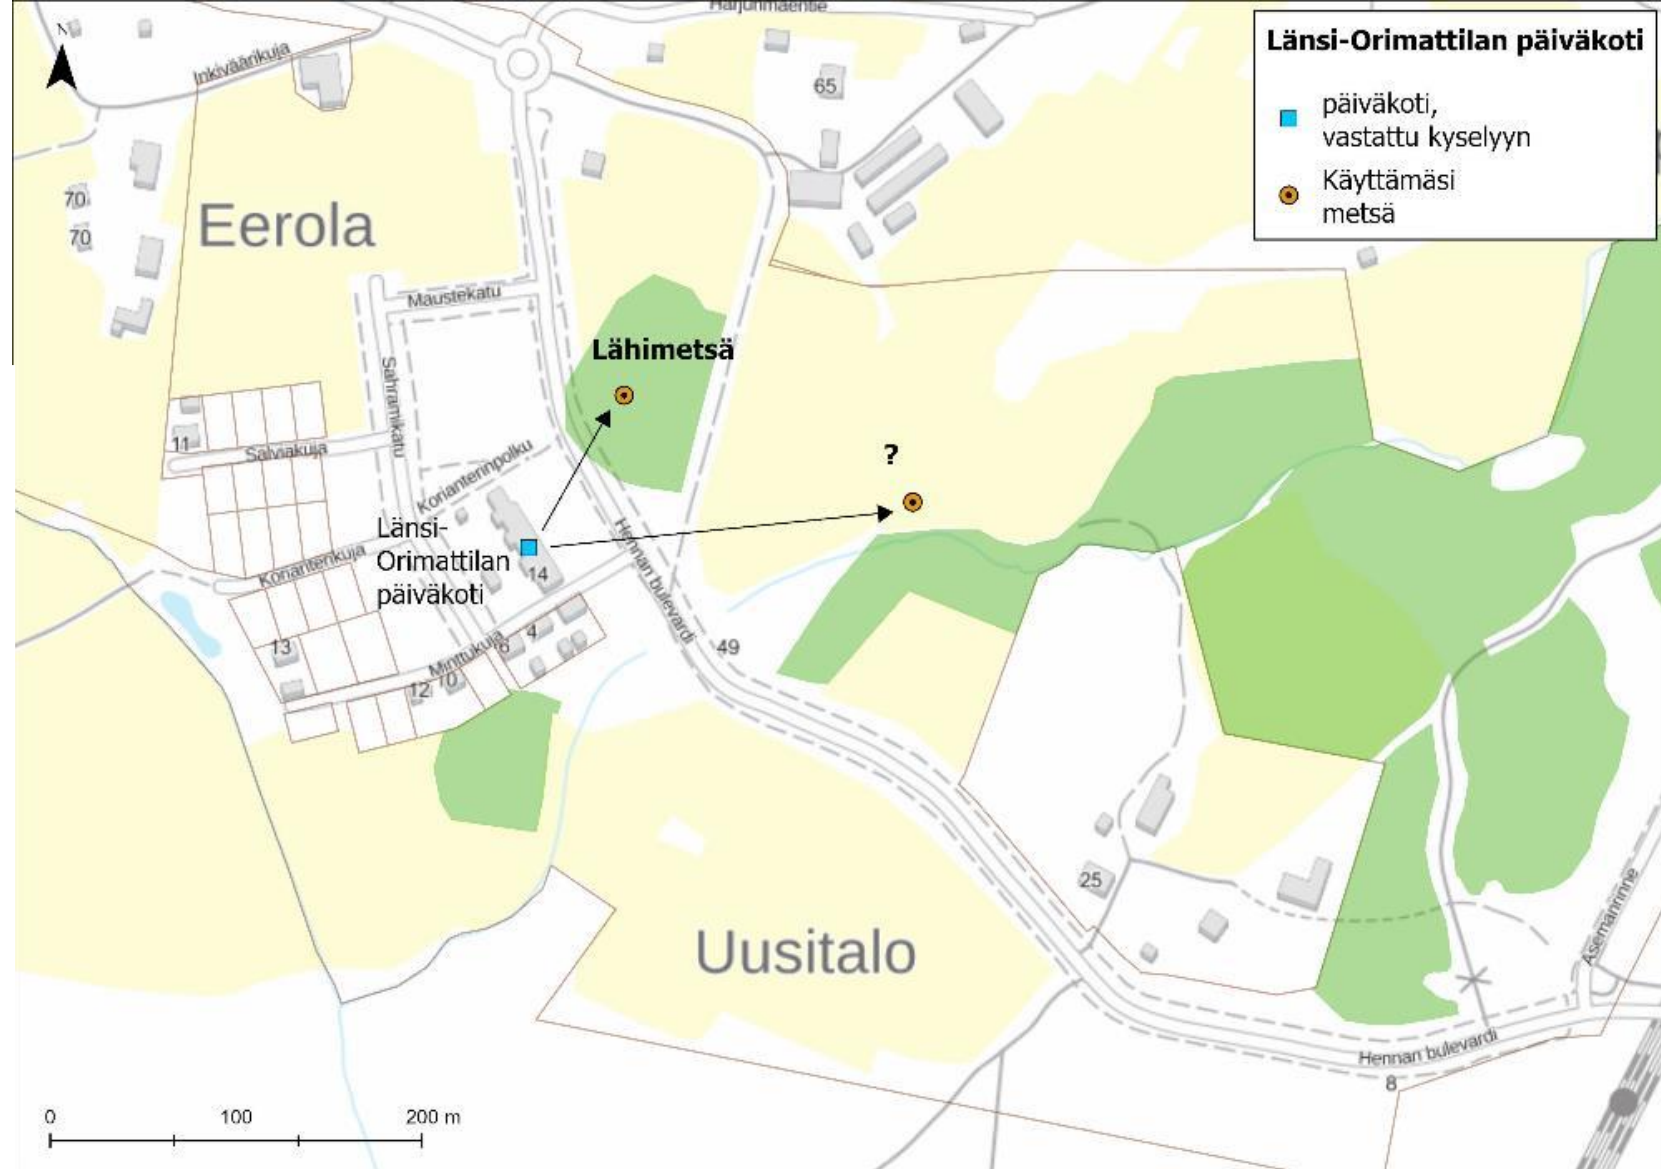 Harjunmäentie
N
Inkiväärikuja
Länsi-Orimattilan päiväkoti
päiväkoti,
vastattu kyselyyn
Käyttämäsi
metsä
65
70
70
Eerola
Maustekatu
Lähimetsä
Sahramikatu
11
Salviakuja
Korianterinpolku
?
Länsi-
Orimattilan
päiväkoti
14
Korianterikuja
Hennan bulevardi
13
4
6
Minttukuja
49
12
10
25
Uusitalo
Asemanrinne
Hennan bulevardi
8
0 100 200 m